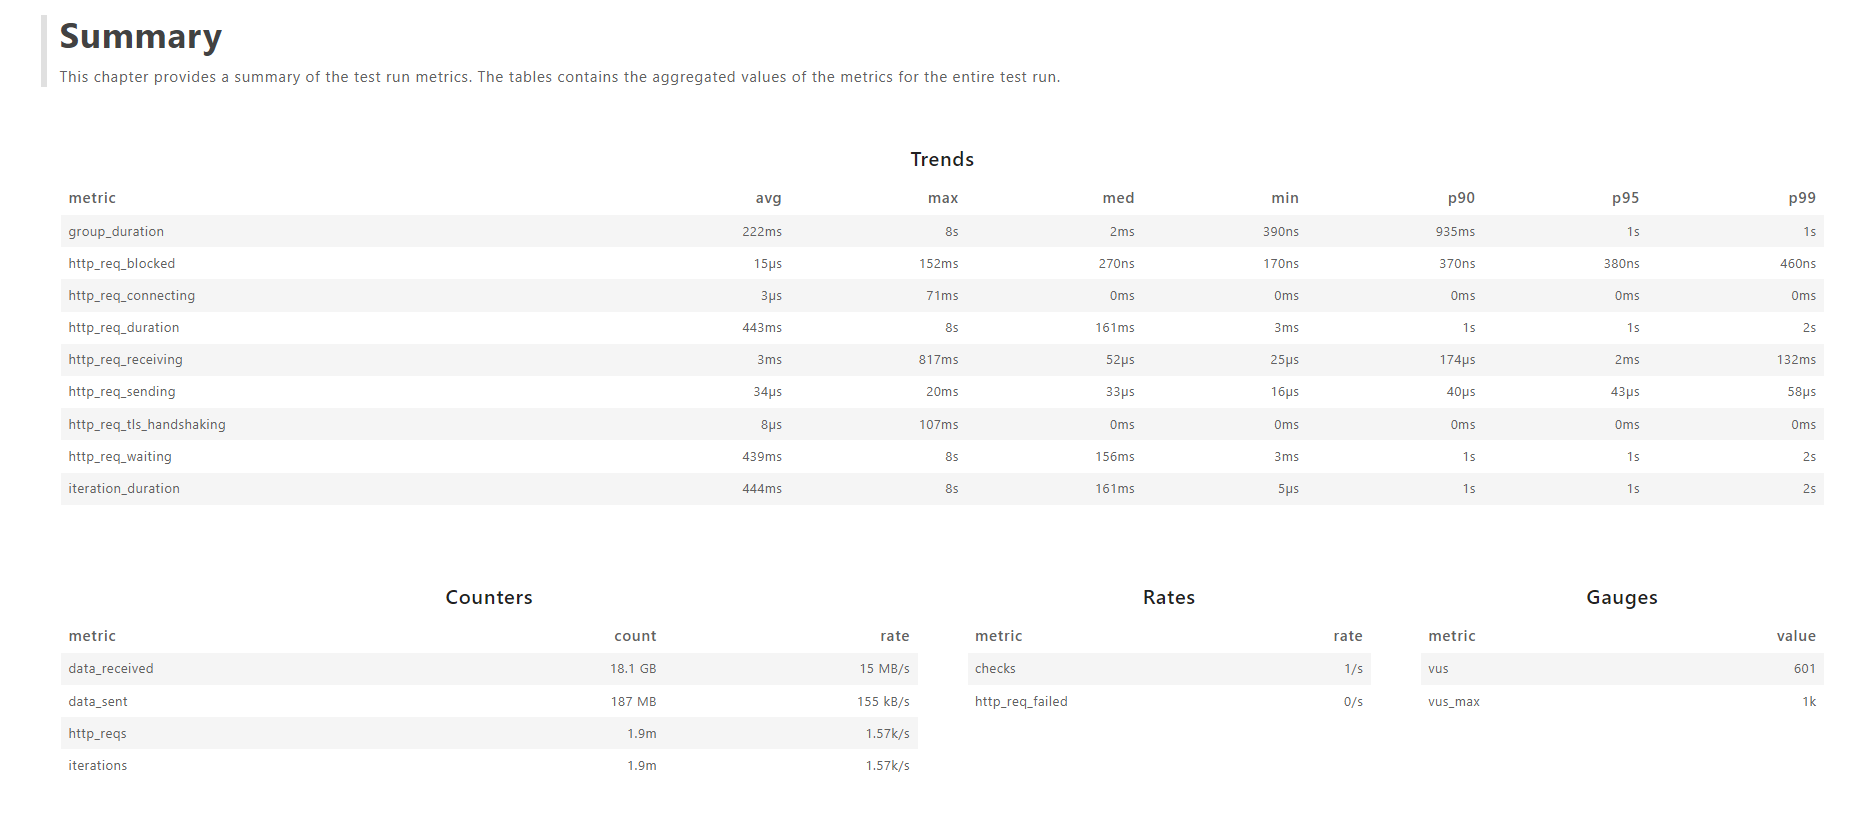 Summary
This chapter provides a summary of the test run metrics. The tables contains the aggregated values of the metrics for the entire test run.
Trends
metric avg max med min p90 p95 p99
group_duration 222ms 8s 2ms 390ns 935ms 1s 1s
http_req_blocked 15µs 152ms 270ns 170ns 370ns 380ns 460ns
http_req_connecting 3µs 71ms 0ms 0ms 0ms 0ms 0ms
http_req_duration 443ms 8s 161ms 3ms 1s 1s 2s
http_req_receiving 3ms 817ms 52µs 25µs 174µs 2ms 132ms
http_req_sending 34µs 20ms 33µs 16µs 40µs 43µs 58µs
http_req_tls_handshaking 8µs 107ms 0ms 0ms 0ms 0ms 0ms
http_req_waiting 439ms 8s 156ms 3ms 1s 1s 2s
iteration_duration 444ms 8s 161ms 5µs 1s 1s 2s
Counters
metric count rate
data_received 18.1 GB 15 MB/s
data_sent 187 MB 155 kB/s
http_reqs 1.9m 1.57k/s
iterations 1.9m 1.57k/s
Rates
metric rate
checks 1/s
http_req_failed 0/s
Gauges
metric value
vus 601
vus_max 1k